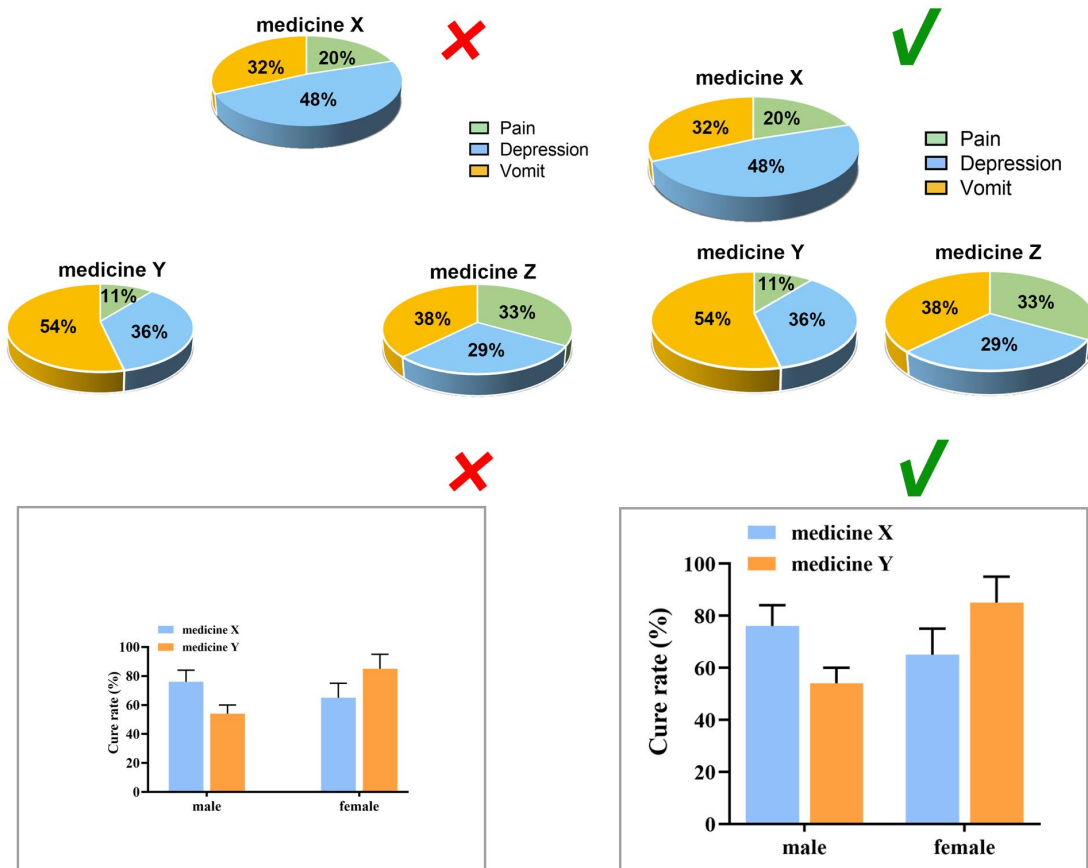 medicine X
20%
32%
48%
Pain
Depression
Vomit
medicine Y
11%
54%
36%
medicine Z
38%
33%
29%
medicine X
20%
32%
48%
Pain
Depression
Vomit
medicine Y
11%
54%
36%
medicine Z
38%
33%
29%
medicine X
medicine Y
Cure rate (%)
100
80
60
40
20
0
male female
medicine X
medicine Y
Cure rate (%)
100
80
60
40
20
0
male female